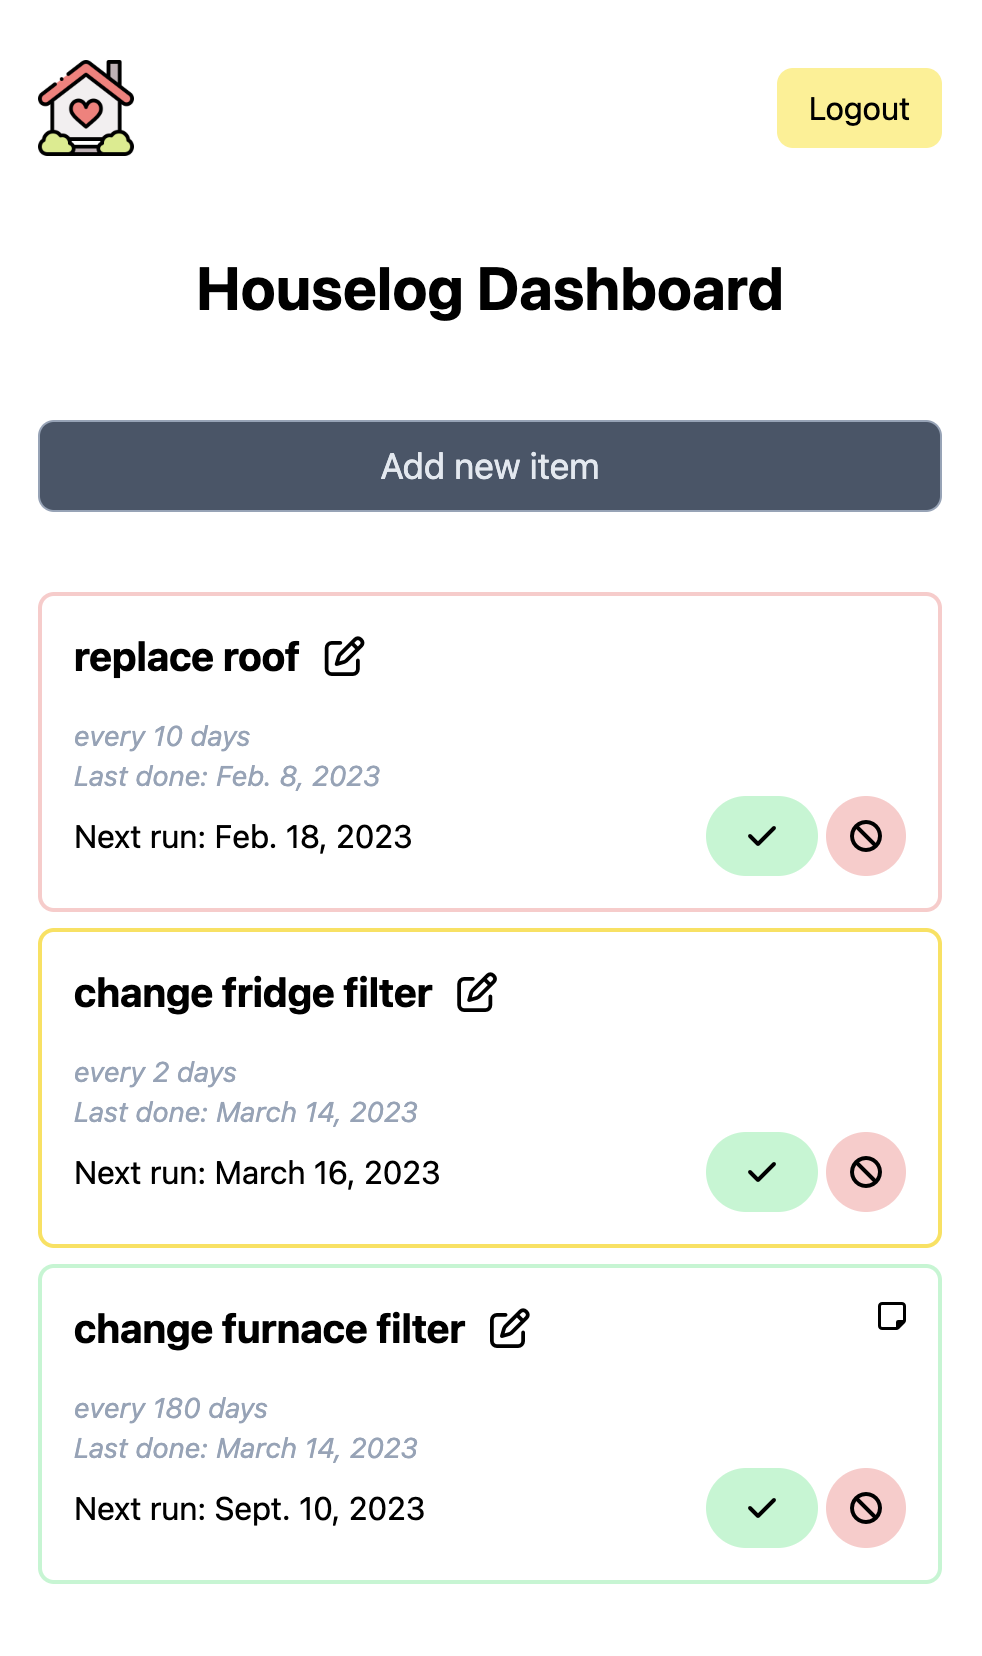 Logout
Houselog Dashboard
Add new item
replace roof
every 10 days
Last done: Feb. 8, 2023
Next run: Feb. 18, 2023
change fridge filter
every 2 days
Last done: March 14, 2023
Next run: March 16, 2023
change furnace filter
every 180 days
Last done: March 14, 2023
Next run: Sept. 10, 2023